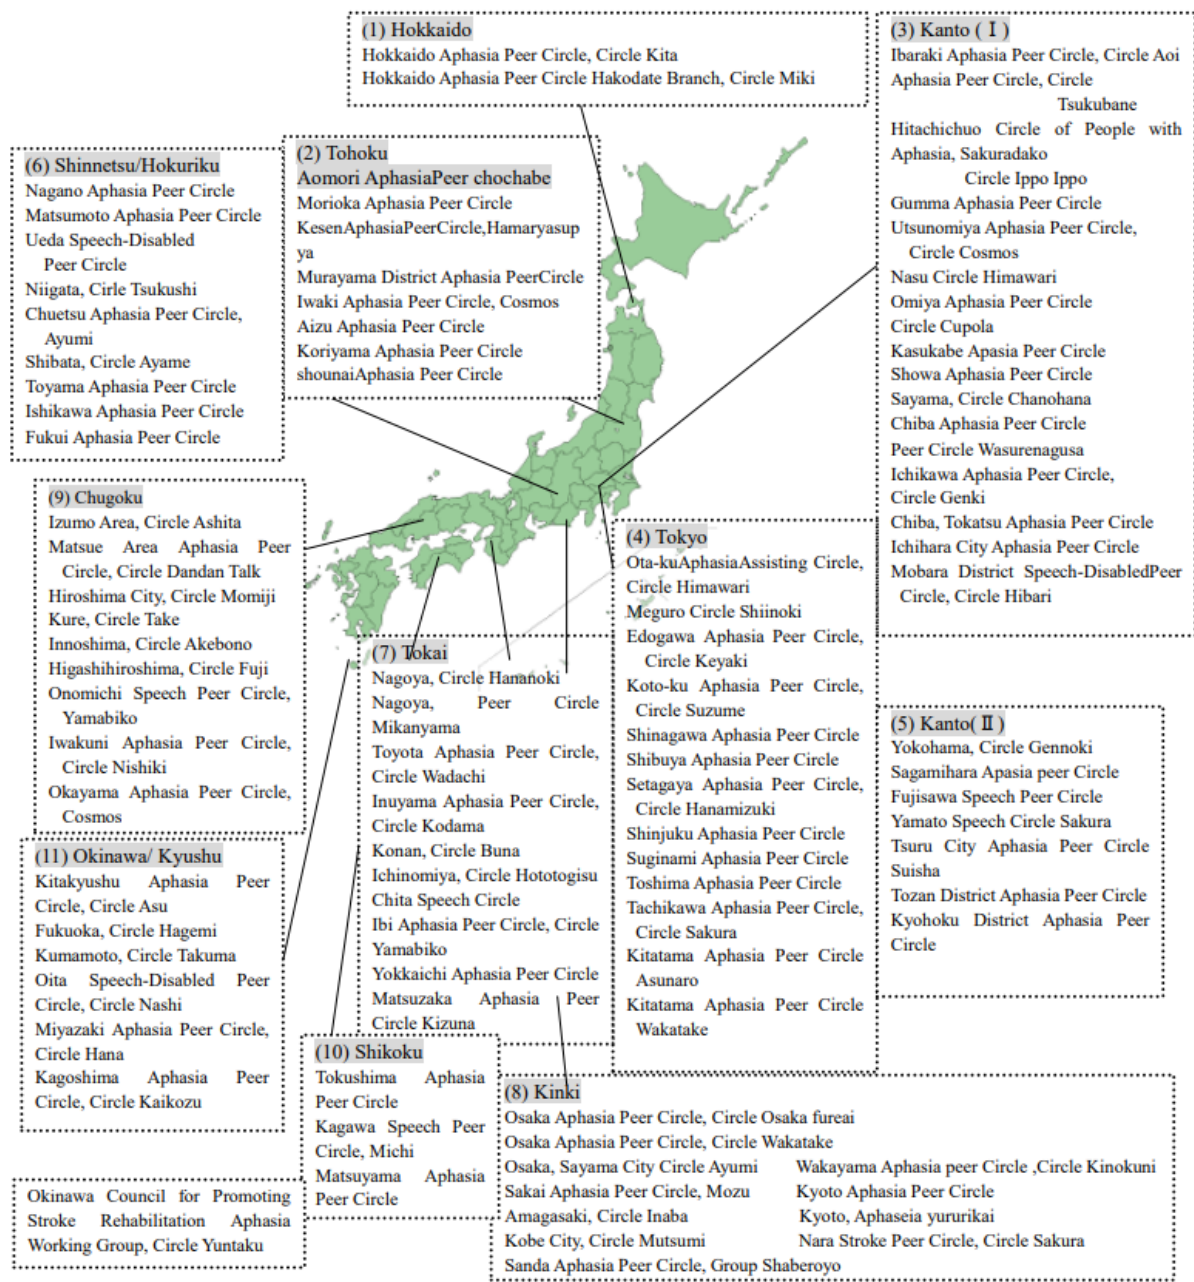 (1) Hokkaido
Hokkaido Aphasia Peer Circle, Circle Kita
Hokkaido Aphasia Peer Circle Hakodate Branch, Circle Miki
(2) Tohoku
Aomori AphasiaPeer chochabe
Morioka Aphasia Peer Circle
KesenAphasiaPeerCircle,Hamaryasup
ya
Murayama District Aphasia PeerCircle
Iwaki Aphasia Peer Circle, Cosmos
Aizu Aphasia Peer Circle
Koriyama Aphasia Peer Circle
shounaiAphasia Peer Circle
(3) Kanto ( Ⅰ )
Ibaraki Aphasia Peer Circle, Circle Aoi
Aphasia Peer Circle, Circle
Tsukubane
Hitachichuo Circle of People with
Aphasia, Sakuradako
Circle Ippo Ippo
Gumma Aphasia Peer Circle
Utsunomiya Aphasia Peer Circle,
Circle Cosmos
Nasu Circle Himawari
Omiya Aphasia Peer Circle
Circle Cupola
Kasukabe Apasia Peer Circle
Showa Aphasia Peer Circle
Sayama, Circle Chanohana
Chiba Aphasia Peer Circle
Peer Circle Wasurenagusa
Ichikawa Aphasia Peer Circle,
Circle Genki
Chiba, Tokatsu Aphasia Peer Circle
Ichihara City Aphasia Peer Circle
Mobara District Speech-DisabledPeer
Circle, Circle Hibari
(4) Tokyo
Ota-kuAphasiaAssisting Circle,
Circle Himawari
Meguro Circle Shiinoki
Edogawa Aphasia Peer Circle,
Circle Keyaki
Koto-ku Aphasia Peer Circle,
Circle Suzume
Shinagawa Aphasia Peer Circle
Shibuya Aphasia Peer Circle
Setagaya Aphasia Peer Circle,
Circle Hanamizuki
Shinjuku Aphasia Peer Circle
Suginami Aphasia Peer Circle
Toshima Aphasia Peer Circle
Tachikawa Aphasia Peer Circle,
Circle Sakura
Kitatama Aphasia Peer Circle
Asunaro
Kitatama Aphasia Peer Circle
Wakatake
(5) Kanto( Ⅱ )
Yokohama, Circle Gennoki
Sagamihara Apasia peer Circle
Fujisawa Speech Peer Circle
Yamato Speech Circle Sakura
Tsuru City Aphasia Peer Circle
Suisha
Tozan District Aphasia Peer Circle
Kyohoku District Aphasia Peer
Circle
(6) Shinnetsu/Hokuriku
Nagano Aphasia Peer Circle
Matsumoto Aphasia Peer Circle
Ueda Speech-Disabled
Peer Circle
Niigata, Cirle Tsukushi
Chuetsu Aphasia Peer Circle,
Ayumi
Shibata, Circle Ayame
Toyama Aphasia Peer Circle
Ishikawa Aphasia Peer Circle
Fukui Aphasia Peer Circle
(7) Tokai
Nagoya, Circle Hananoki
Nagoya, Peer Circle
Mikanyama
Toyota Aphasia Peer Circle,
Circle Wadachi
Inuyama Aphasia Peer Circle,
Circle Kodama
Konan, Circle Buna
Ichinomiya, Circle Hototogisu
Chita Speech Circle
Ibi Aphasia Peer Circle, Circle
Yamabiko
Yokkaichi Aphasia Peer Circle
Matsuzaka Aphasia Peer
Circle Kizuna
(8) Kinki
Osaka Aphasia Peer Circle, Circle Osaka fureai
Osaka Aphasia Peer Circle, Circle Wakatake
Osaka, Sayama City Circle Ayumi
Sakai Aphasia Peer Circle, Mozu
Amagasaki, Circle Inaba
Kobe City, Circle Mutsumi
Sanda Aphasia Peer Circle, Group Shaberoyo
Wakayama Aphasia peer Circle ,Circle Kinokuni
Kyoto Aphasia Peer Circle
Kyoto, Aphaseia yururikai
Nara Stroke Peer Circle, Circle Sakura
(9) Chugoku
Izumo Area, Circle Ashita
Matsue Area Aphasia Peer
Circle, Circle Dandan Talk
Hiroshima City, Circle Momiji
Kure, Circle Take
Innoshima, Circle Akebono
Higashihiroshima, Circle Fuji
Onomichi Speech Peer Circle,
Yamabiko
Iwakuni Aphasia Peer Circle,
Circle Nishiki
Okayama Aphasia Peer Circle,
Cosmos
(10) Shikoku
Tokushima Aphasia
Peer Circle
Kagawa Speech Peer
Circle, Michi
Matsuyama Aphasia
Peer Circle
(11) Okinawa/ Kyushu
Kitakyushu Aphasia Peer
Circle, Circle Asu
Fukuoka, Circle Hagemi
Kumamoto, Circle Takuma
Oita Speech-Disabled Peer
Circle, Circle Nashi
Miyazaki Aphasia Peer Circle,
Circle Hana
Kagoshima Aphasia Peer
Circle, Circle Kaikozu
Okinawa Council for Promoting
Stroke Rehabilitation Aphasia
Working Group, Circle Yuntaku